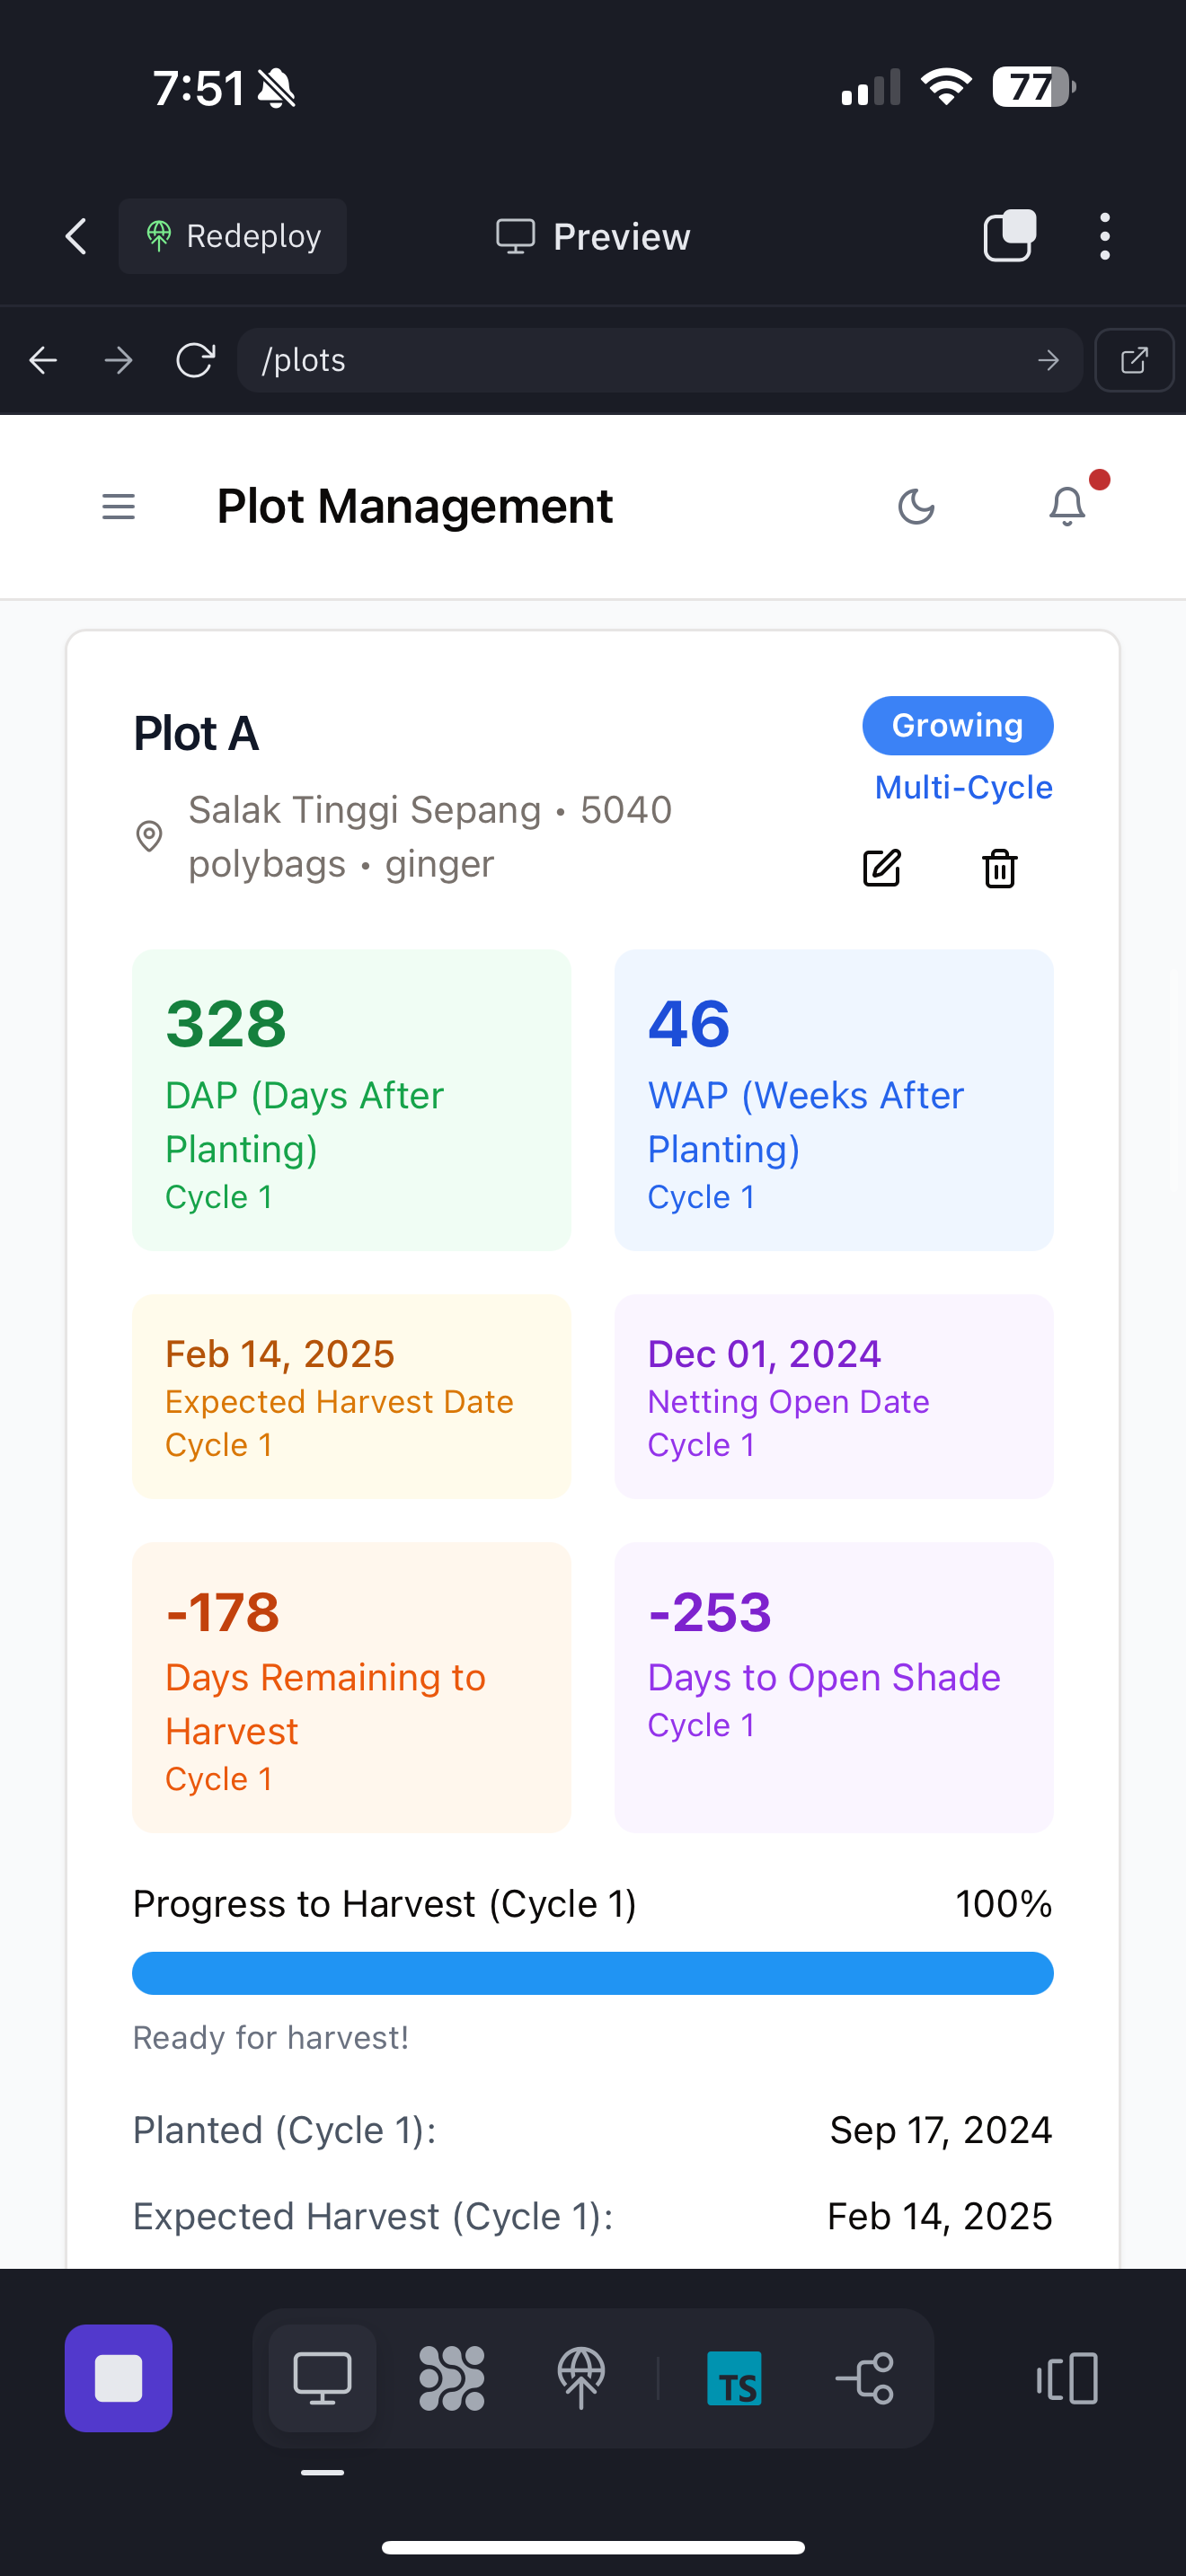 7:51
77
Redeploy
Preview
/plots
Plot Management
Plot A
Growing
Multi-Cycle
Salak Tinggi Sepang • 5040
polybags • ginger
328
DAP (Days After
Planting)
Cycle 1
46
WAP (Weeks After
Planting)
Cycle 1
Feb 14, 2025
Expected Harvest Date
Cycle 1
Dec 01, 2024
Netting Open Date
Cycle 1
-178
Days Remaining to
Harvest
Cycle 1
-253
Days to Open Shade
Cycle 1
Progress to Harvest (Cycle 1)
100%
Ready for harvest!
Planted (Cycle 1):
Sep 17, 2024
Expected Harvest (Cycle 1):
Feb 14, 2025
TS